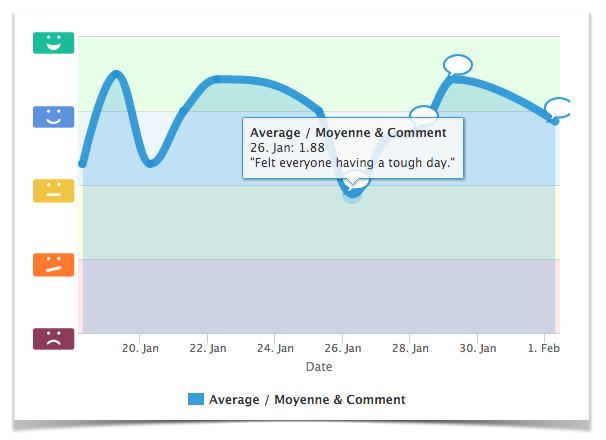 Average / Moyenne & Comment
26. Jan: 1.88
"Felt everyone having a tough day."
20. Jan
22. Jan
24. Jan
26. Jan
28. Jan
30. Jan
1. Feb
Date
Average / Moyenne & Comment